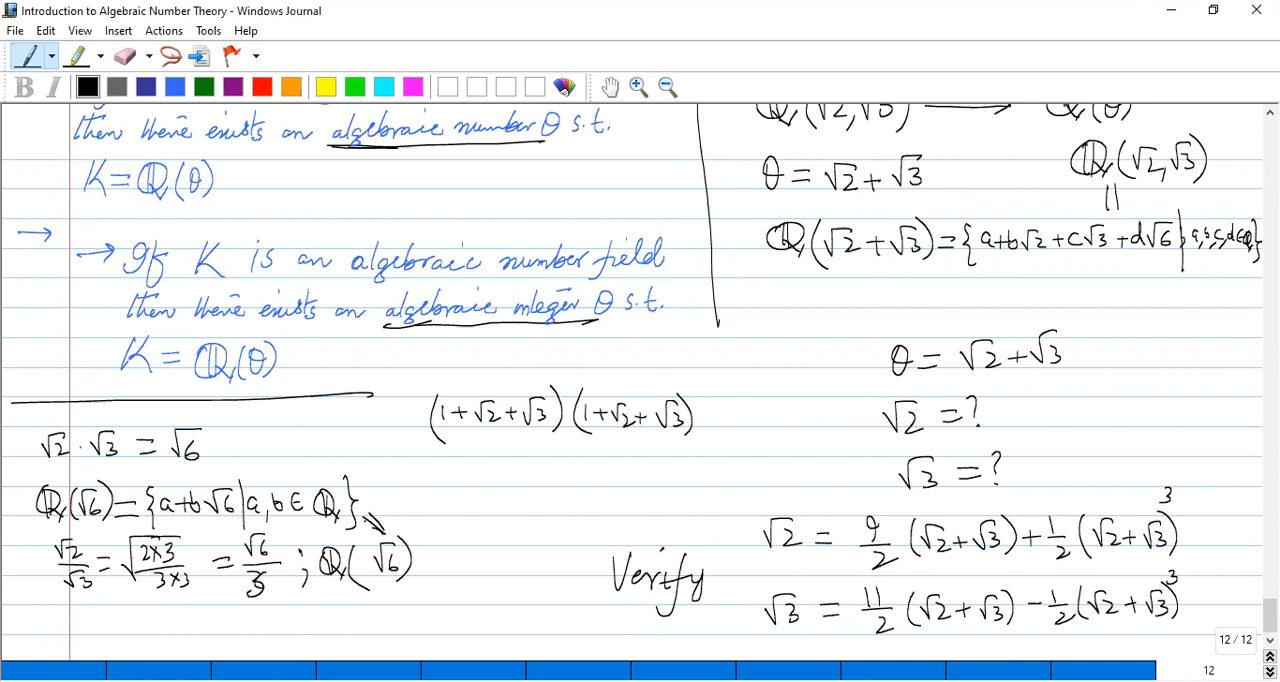 Introduction to Algebraic Number Theory - Windows Journal
File Edit View Insert Actions Tools Help
B I
then there exists an algebraic number θ s.t.
K = ℚ(θ)
→ → If K is an algebraic number field
then there exists an algebraic integer θ s.t.
K = ℚ(θ)
√2 · √3 = √6
ℚ(√6) = {a+b√6 | a, b ∈ ℚ}
√2/√3 = √(2×3/3×3) = √6/3 ; ℚ(√6)
(1+√2+√3)(1+√2+√3)
ℚ(√2,√3) → ℚ(θ)
θ = √2 + √3
ℚ(√2,√3)
||
ℚ(√2+√3) = {a+b√2+c√3+d√6 | a, b, c, d ∈ ℚ}
θ = √2 + √3
√2 = ?
√3 = ?
Verify
√2 = 9/2 (√2+√3) + 1/2 (√2+√3)³
√3 = 11/2 (√2+√3) − 1/2 (√2+√3)³
12 / 12
12